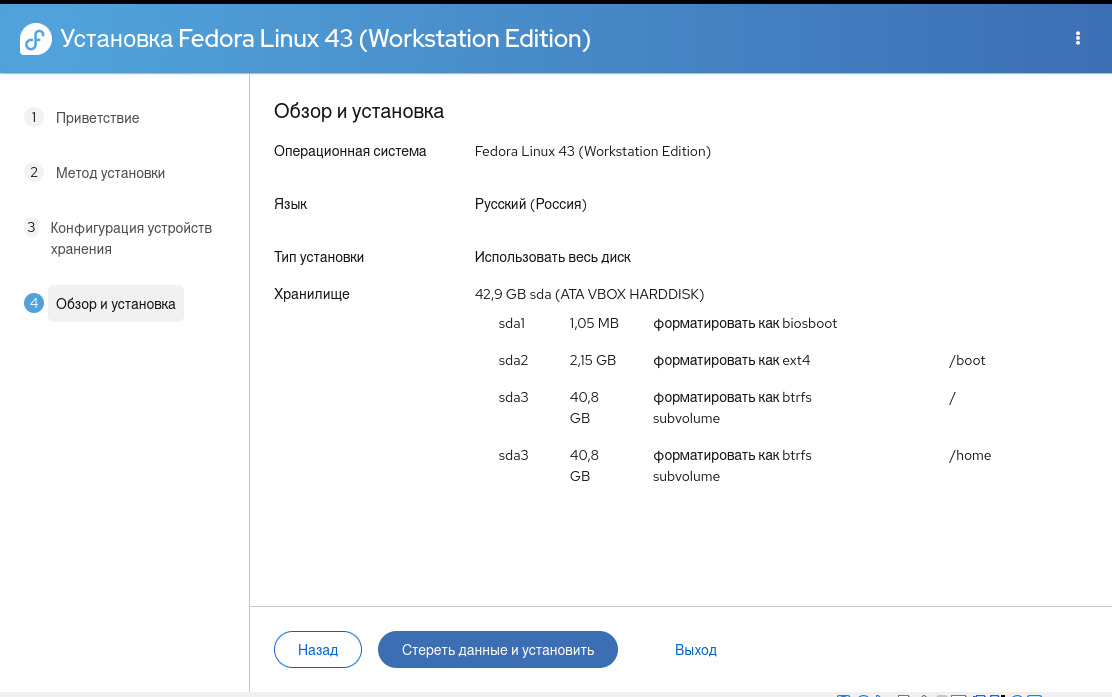 Установка Fedora Linux 43 (Workstation Edition)
1 Приветствие
2 Метод установки
3 Конфигурация устройств
хранения
4 Обзор и установка
Обзор и установка
Операционная система Fedora Linux 43 (Workstation Edition)
Язык Русский (Россия)
Тип установки Использовать весь диск
Хранилище 42,9 GB sda (ATA VBOX HARDDISK)
sda1 1,05 MB форматировать как biosboot
sda2 2,15 GB форматировать как ext4 /boot
sda3 40,8 форматировать как btrfs /
GB subvolume
sda3 40,8 форматировать как btrfs /home
GB subvolume
Назад Стереть данные и установить Выход